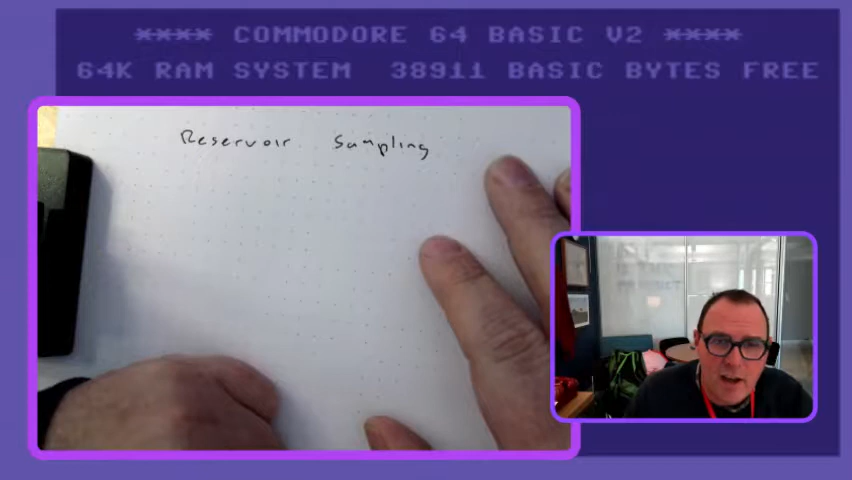 **** COMMODORE 64 BASIC V2 ****
64K RAM SYSTEM 38911 BASIC BYTES FREE
Reservoir Sampling